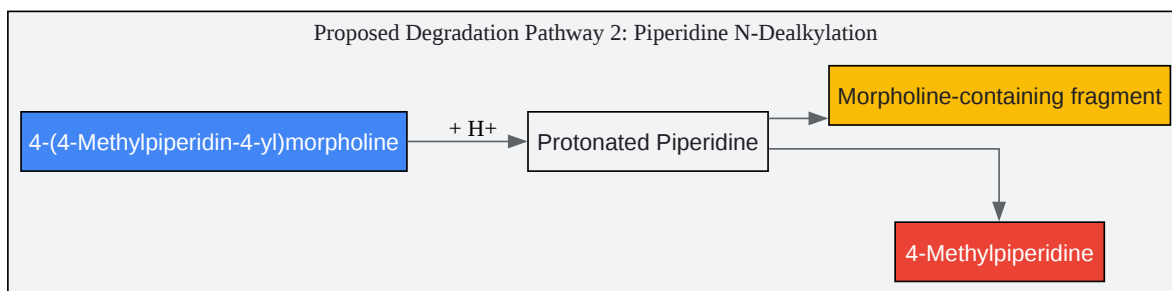 Proposed Degradation Pathway 2: Piperidine N-Dealkylation
Morpholine-containing fragment
4-(4-Methylpiperidin-4-yl)morpholine
+ H+
Protonated Piperidine
4-Methylpiperidine